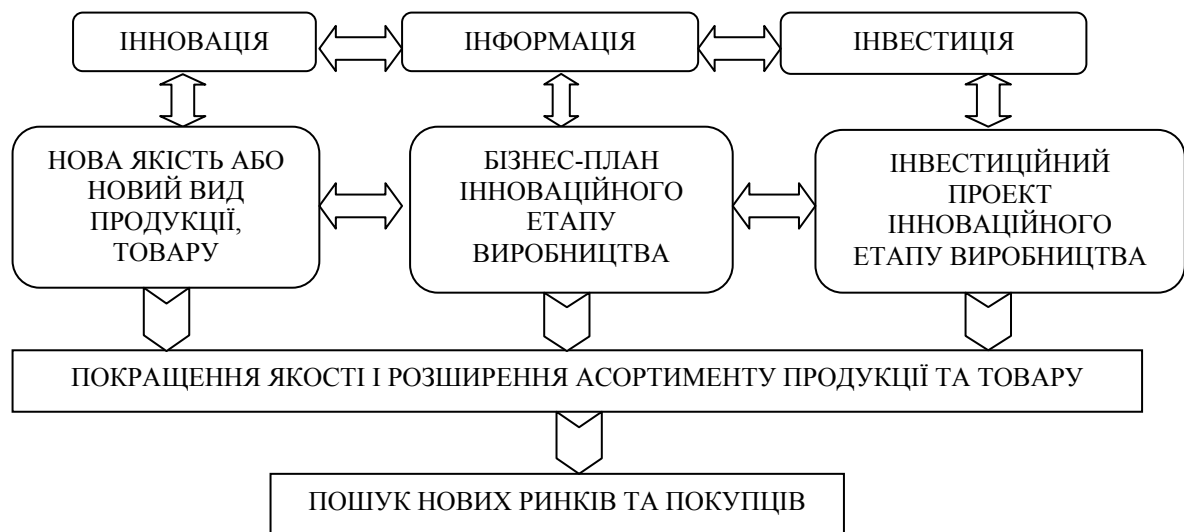 ІННОВАЦІЯ
ІНФОРМАЦІЯ
ІНВЕСТИЦІЯ
НОВА ЯКІСТЬ АБО
НОВИЙ ВИД
ПРОДУКЦІЇ,
ТОВАРУ
БІЗНЕС-ПЛАН
ІННОВАЦІЙНОГО
ЕТАПУ
ВИРОБНИЦТВА
ІНВЕСТИЦІЙНИЙ
ПРОЕКТ
ІННОВАЦІЙНОГО
ЕТАПУ ВИРОБНИЦТВА
ПОКРАЩЕННЯ ЯКОСТІ І РОЗШИРЕННЯ АСОРТИМЕНТУ ПРОДУКЦІЇ ТА ТОВАРУ
ПОШУК НОВИХ РИНКІВ ТА ПОКУПЦІВ